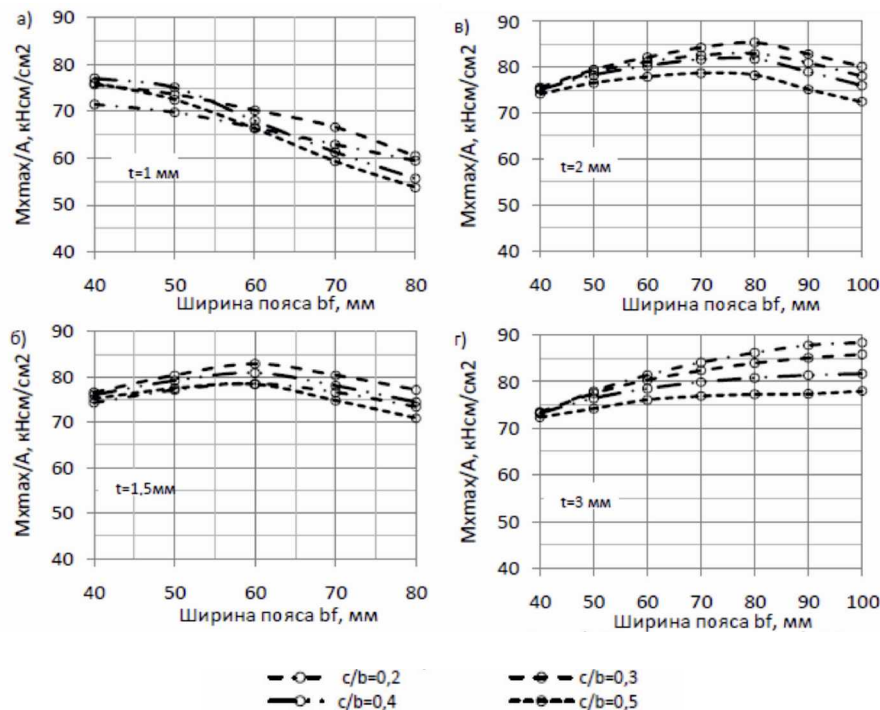 а)
90
80
70
60
50
40
Mxmax/A, кНсм/см2
t=1 мм
40 50 60 70 80
Ширина пояса bf, мм
в)
90
80
70
60
50
40
Mxmax/A, кНсм/см2
t=2 мм
40 50 60 70 80 90 100
Ширина пояса bf, мм
б)
90
80
70
60
50
40
Mxmax/A, кНсм/см2
t=1,5мм
40 50 60 70 80
Ширина пояса bf, мм
г)
90
80
70
60
50
40
Mxmax/A, кНсм/см2
t=3 мм
40 50 60 70 80 90 100
Ширина пояса bf, мм
c/b=0,2
c/b=0,3
c/b=0,4
c/b=0,5